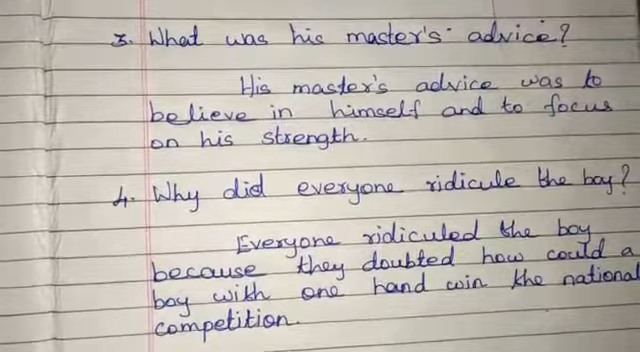 3. What was his master's advice?
His master's advice was to
believe in himself and to focus
on his strength.
4. Why did everyone ridicule the boy?
Everyone ridiculed the boy
because they doubted how could a
boy with one hand win the national
competition.